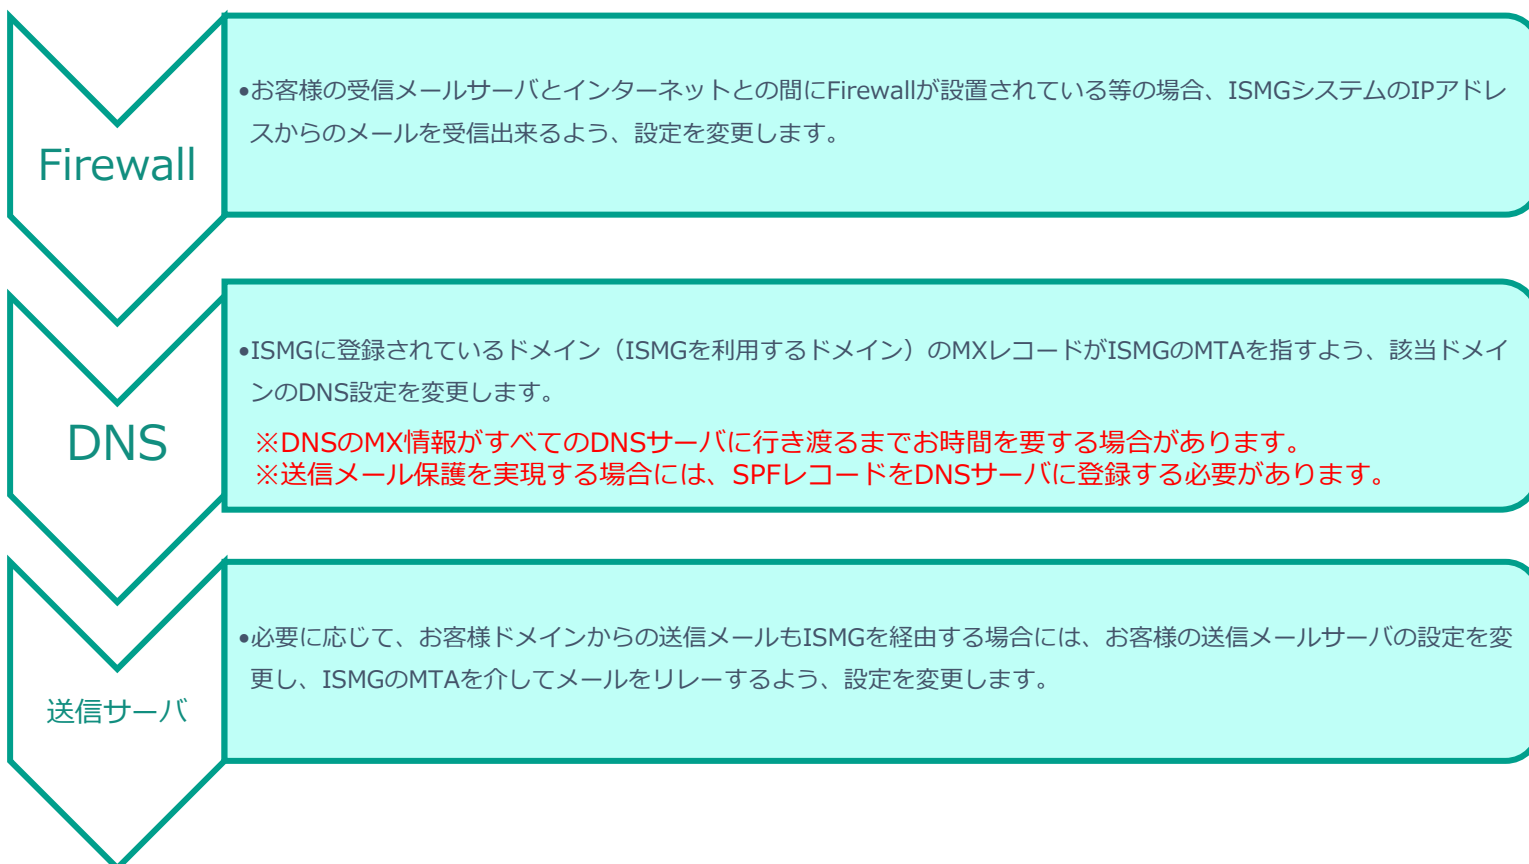 Firewall
•お客様の受信メールサーバとインターネットとの間にFirewallが設置されている等の場合、ISMGシステムのIPアドレ
スからのメールを受信出来るよう、設定を変更します。
DNS
•ISMGに登録されているドメイン（ISMGを利用するドメイン）のMXレコードがISMGのMTAを指すよう、該当ドメイ
ンのDNS設定を変更します。
※DNSのMX情報がすべてのDNSサーバに行き渡るまでお時間を要する場合があります。
※送信メール保護を実現する場合には、SPFレコードをDNSサーバに登録する必要があります。
送信サーバ
•必要に応じて、お客様ドメインからの送信メールもISMGを経由する場合には、お客様の送信メールサーバの設定を変
更し、ISMGのMTAを介してメールをリレーするよう、設定を変更します。